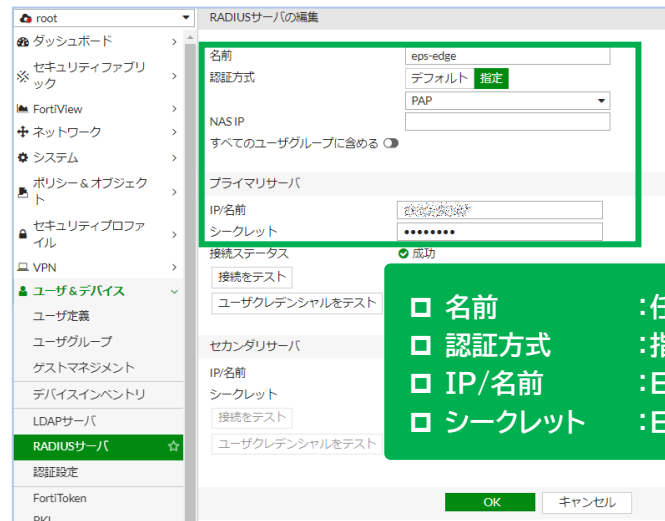 root
ダッシュボード
セキュリティファブリ
ック
FortiView
ネットワーク
システム
ポリシー＆オブジェク
ト
セキュリティプロファ
イル
VPN
ユーザ＆デバイス
ユーザ定義
ユーザグループ
ゲストマネジメント
デバイスインベントリ
LDAPサーバ
RADIUSサーバ
認証設定
FortiToken
PKI
RADIUSサーバの編集
名前 eps-edge
認証方式 デフォルト 指定
PAP
NAS IP
すべてのユーザグループに含める
プライマリサーバ
IP/名前
シークレット ••••••••
接続ステータス 成功
接続をテスト
ユーザクレデンシャルをテスト
セカンダリサーバ
IP/名前
シークレット
接続をテスト
ユーザクレデンシャルをテスト
名前 :任
認証方式 :指
IP/名前 :E
シークレット :E
OK キャンセル